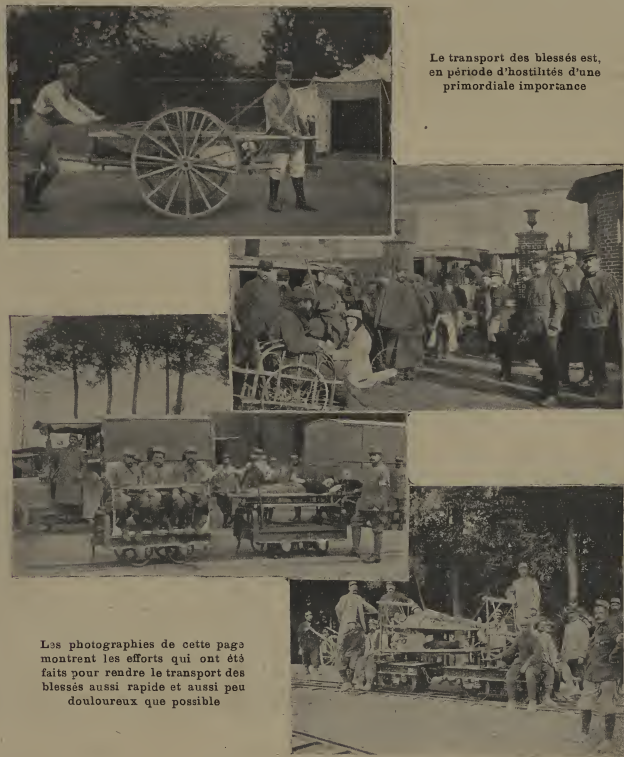 Le transport des blessés est,
en période d'hostilités d'une
primordiale importance
Les photographies de cette page
montrent les efforts qui ont été
faits pour rendre le transport des
blessés aussi rapide et aussi peu
douloureux que possible